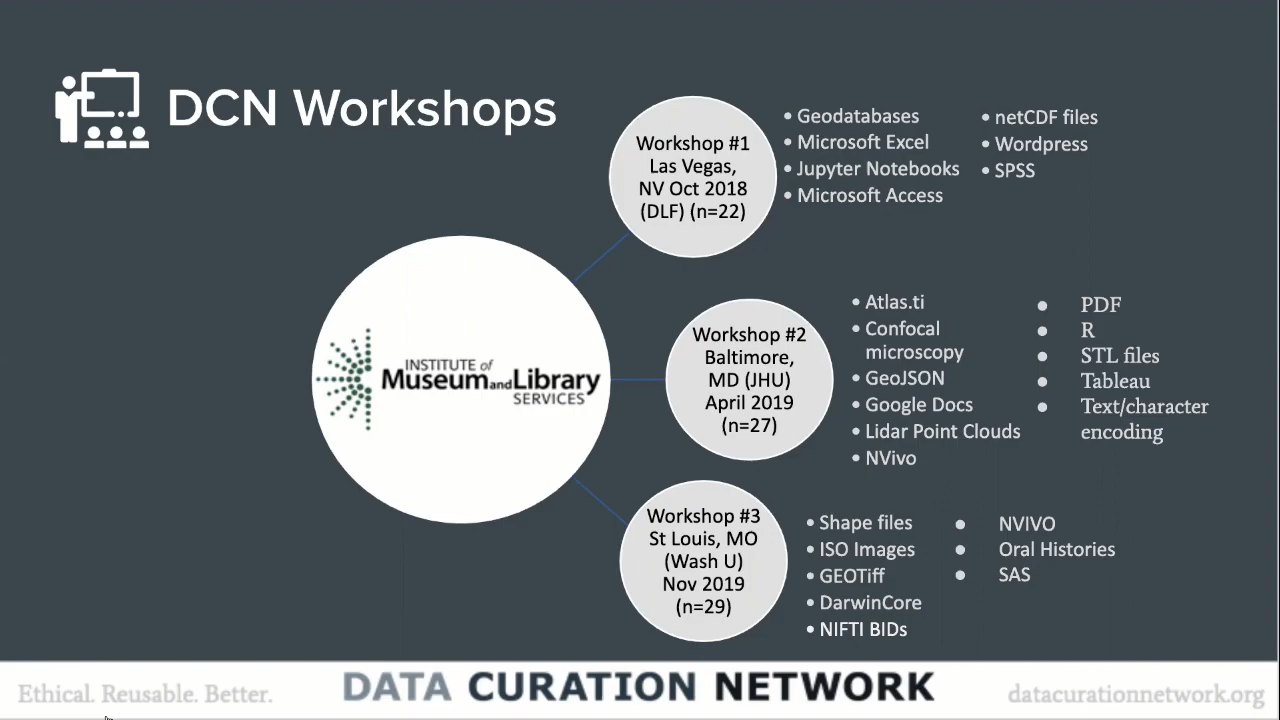 DCN Workshops
Workshop #1
Las Vegas,
NV Oct 2018
(DLF) (n=22)
• Geodatabases
• Microsoft Excel
• Jupyter Notebooks
• Microsoft Access
• netCDF files
• Wordpress
• SPSS
INSTITUTE of
Museum and Library
SERVICES
Workshop #2
Baltimore,
MD (JHU)
April 2019
(n=27)
• Atlas.ti
• Confocal
microscopy
• GeoJSON
• Google Docs
• Lidar Point Clouds
• NVivo
• PDF
• R
• STL files
• Tableau
• Text/character
encoding
Workshop #3
St Louis, MO
(Wash U)
Nov 2019
(n=29)
• Shape files
• ISO Images
• GEOTiff
• DarwinCore
• NIFTI BIDs
• NVIVO
• Oral Histories
• SAS
Ethical. Reusable. Better.
DATA CURATION NETWORK
datacurationnetwork.org